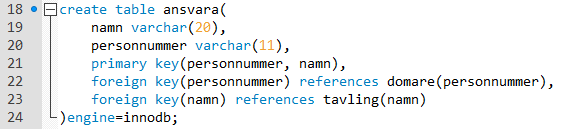 18 create table ansvara(
19 namn varchar(20),
20 personnummer varchar(11),
21 primary key(personnummer, namn),
22 foreign key(personnummer) references domare(personnummer),
23 foreign key(namn) references tavling(namn)
24 )engine=innodb;